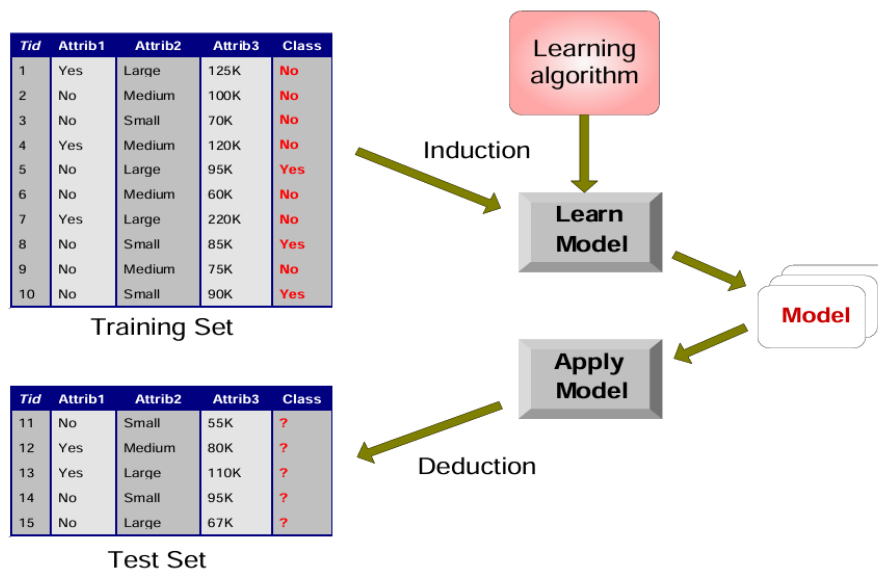 Tid Attrib1 Attrib2 Attrib3 Class
1 Yes Large 125K No
2 No Medium 100K No
3 No Small 70K No
4 Yes Medium 120K No
5 No Large 95K Yes
6 No Medium 60K No
7 Yes Large 220K No
8 No Small 85K Yes
9 No Medium 75K No
10 No Small 90K Yes
Training Set
Learning
algorithm
Induction
Learn
Model
Model
Apply
Model
Deduction
Tid Attrib1 Attrib2 Attrib3 Class
11 No Small 55K ?
12 Yes Medium 80K ?
13 Yes Large 110K ?
14 No Small 95K ?
15 No Large 67K ?
Test Set